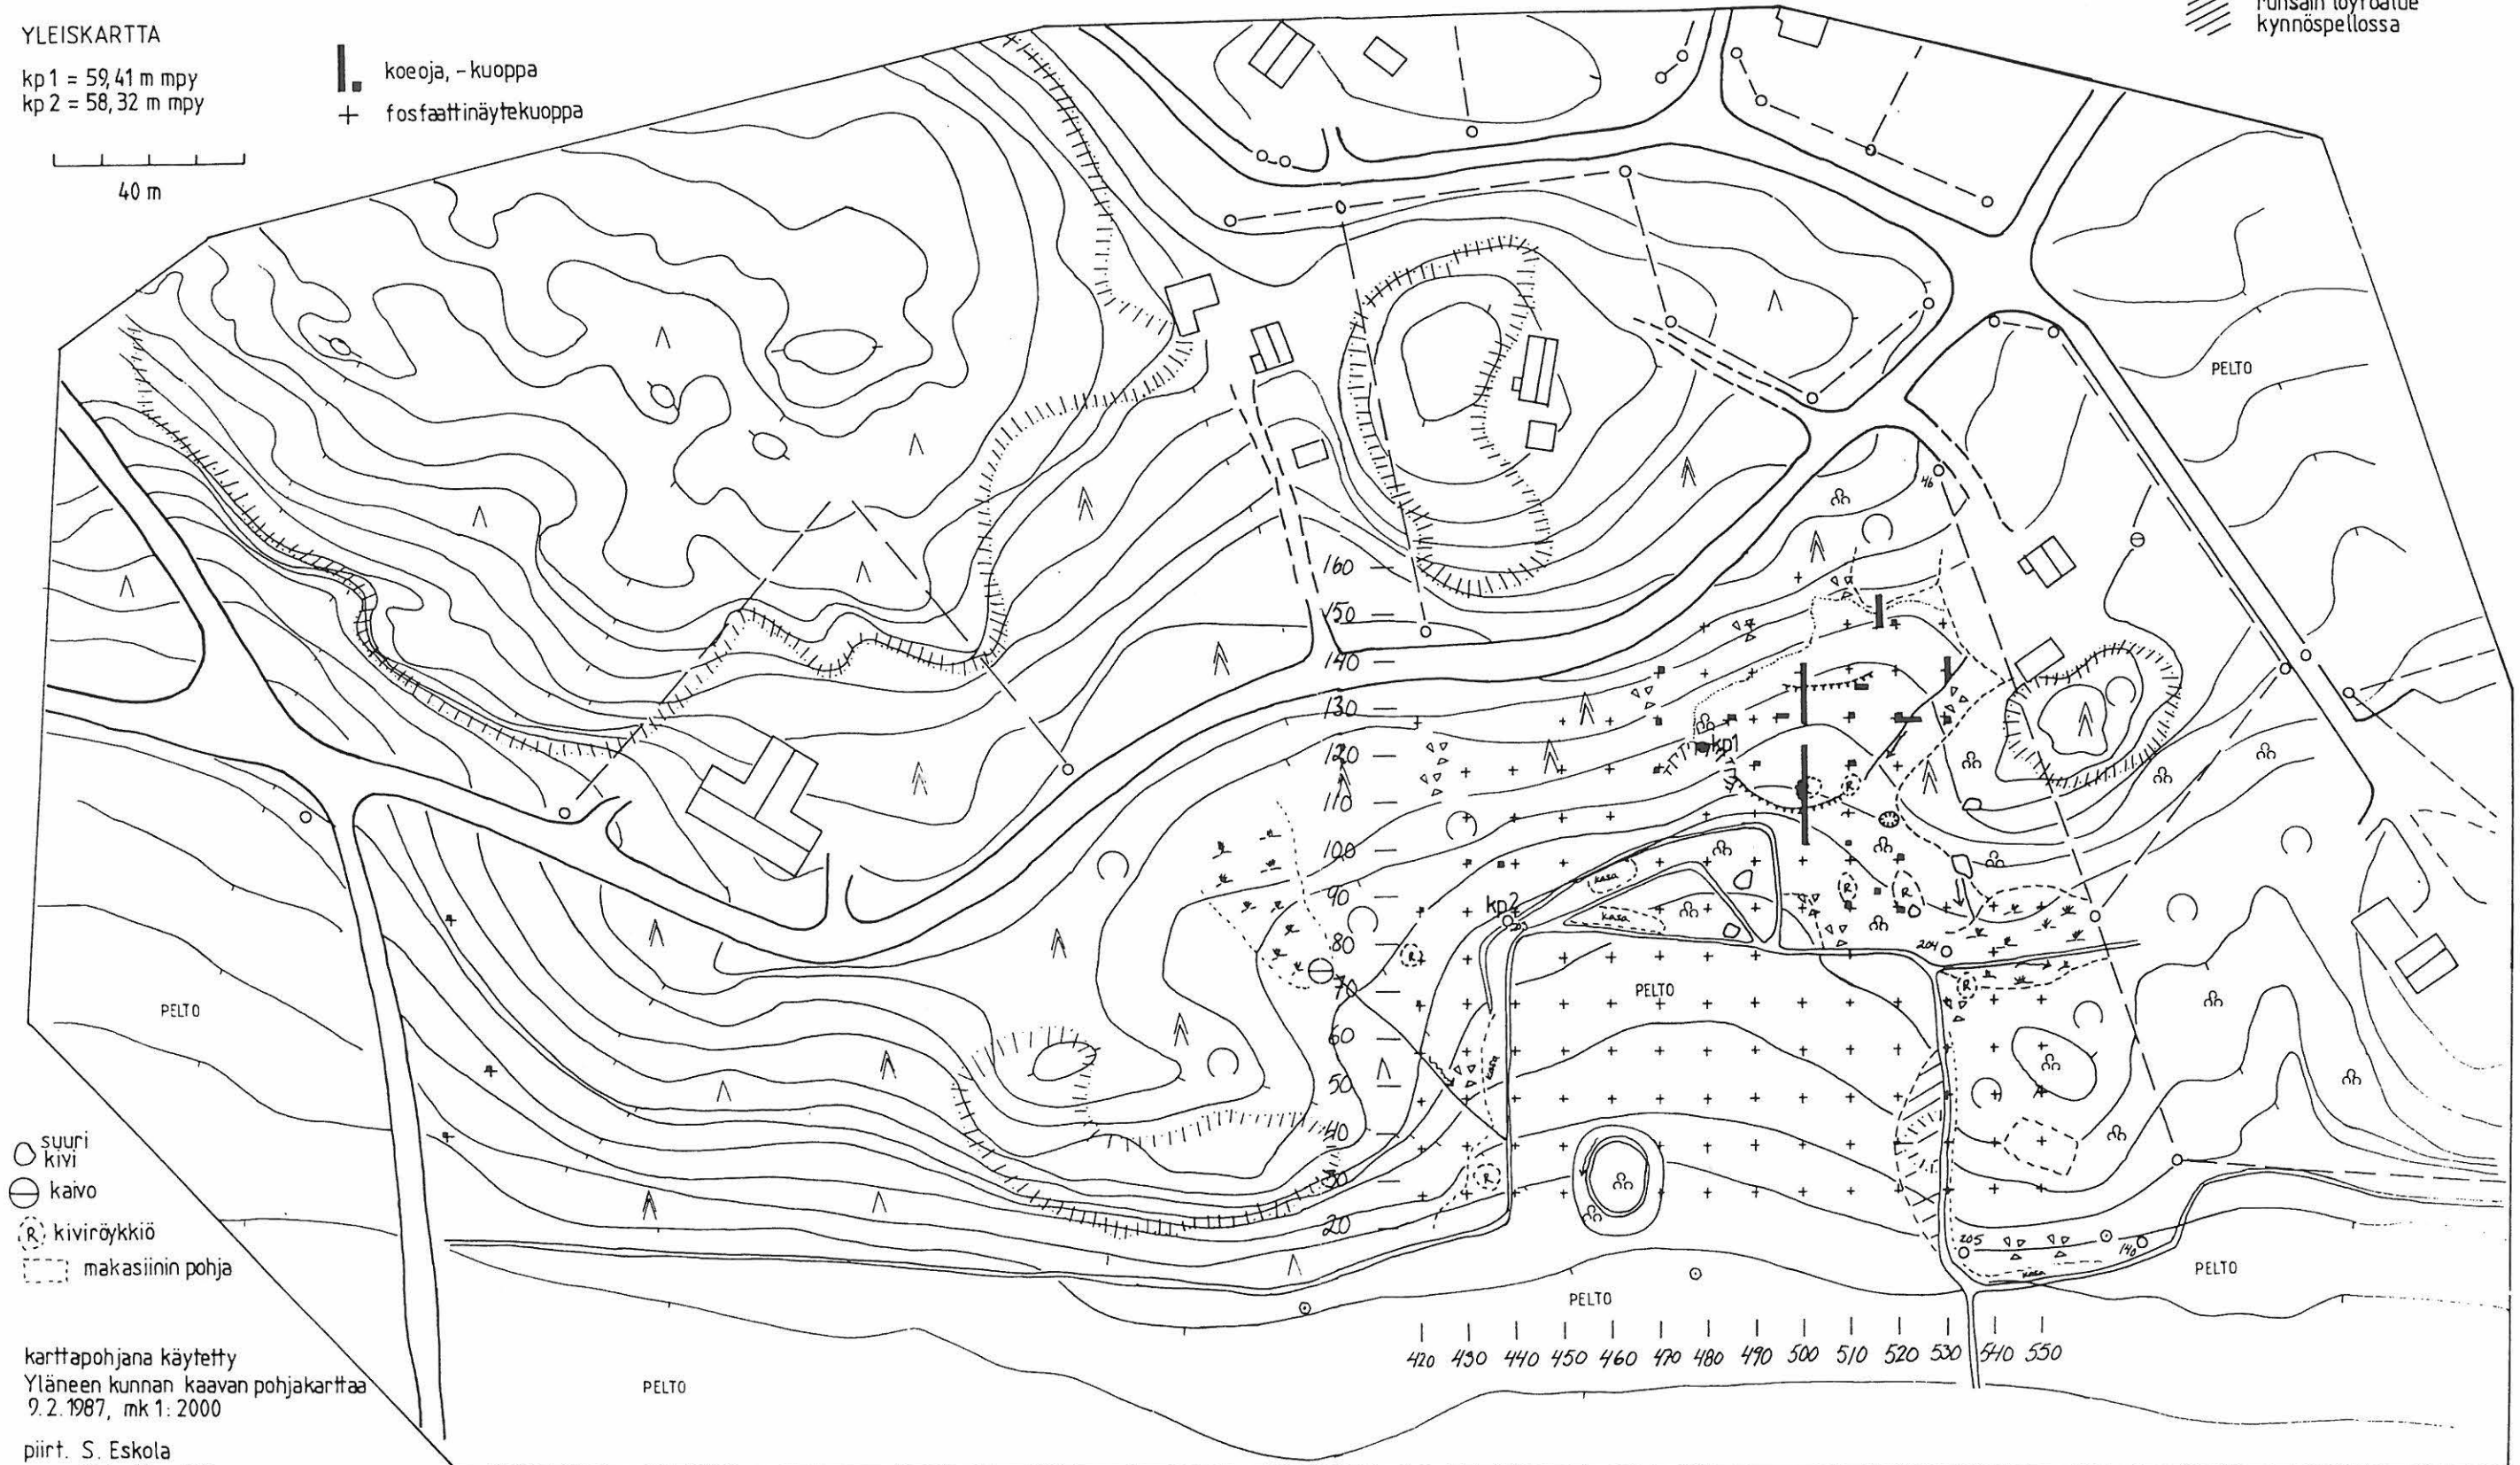 YLEISKARTTA
kp 1 = 59,41 m mpy
kp 2 = 58,32 m mpy
40 m
koeoja, -kuoppa
+ fosfaattinäytekuoppa
runsain löytöalue
kynnöspellossa
PELTO
46
160
150
140
130
120
110
100
90
80
70
60
50
40
30
20
kp1
R
kasa
kasa
kp2
R
R
R
204
R
PELTO
PELTO
kasa
R
205
140
kasa
PELTO
PELTO
420 430 440 450 460 470 480 490 500 510 520 530 540 550
PELTO
suuri
kivi
kaivo
R kiviröykkiö
makasiinin pohja
karttapohjana käytetty
Yläneen kunnan kaavan pohjakarttaa
9.2.1987, mk 1:2000
piirt. S. Eskola